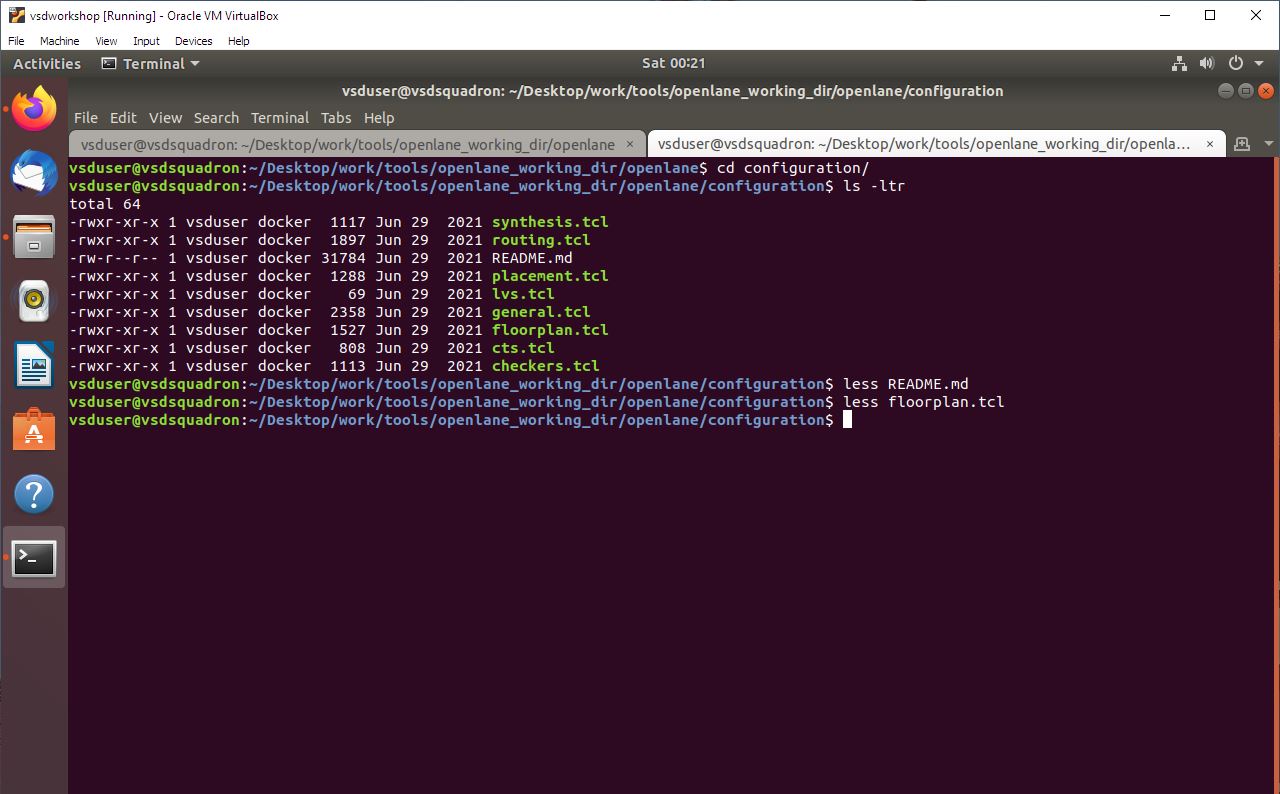 vsdworkshop [Running] - Oracle VM VirtualBox
File Machine View Input Devices Help
Activities Terminal Sat 00:21
vsduser@vsdsquadron: ~/Desktop/work/tools/openlane_working_dir/openlane/configuration
File Edit View Search Terminal Tabs Help
vsduser@vsdsquadron: ~/Desktop/work/tools/openlane_working_dir/openlane × vsduser@vsdsquadron: ~/Desktop/work/tools/openlane_working_dir/openla... ×
vsduser@vsdsquadron:~/Desktop/work/tools/openlane_working_dir/openlane$ cd configuration/
vsduser@vsdsquadron:~/Desktop/work/tools/openlane_working_dir/openlane/configuration$ ls -ltr
total 64
-rwxr-xr-x 1 vsduser docker  1117 Jun 29  2021 synthesis.tcl
-rwxr-xr-x 1 vsduser docker  1897 Jun 29  2021 routing.tcl
-rw-r--r-- 1 vsduser docker 31784 Jun 29  2021 README.md
-rwxr-xr-x 1 vsduser docker  1288 Jun 29  2021 placement.tcl
-rwxr-xr-x 1 vsduser docker    69 Jun 29  2021 lvs.tcl
-rwxr-xr-x 1 vsduser docker  2358 Jun 29  2021 general.tcl
-rwxr-xr-x 1 vsduser docker  1527 Jun 29  2021 floorplan.tcl
-rwxr-xr-x 1 vsduser docker   808 Jun 29  2021 cts.tcl
-rwxr-xr-x 1 vsduser docker  1113 Jun 29  2021 checkers.tcl
vsduser@vsdsquadron:~/Desktop/work/tools/openlane_working_dir/openlane/configuration$ less README.md
vsduser@vsdsquadron:~/Desktop/work/tools/openlane_working_dir/openlane/configuration$ less floorplan.tcl
vsduser@vsdsquadron:~/Desktop/work/tools/openlane_working_dir/openlane/configuration$